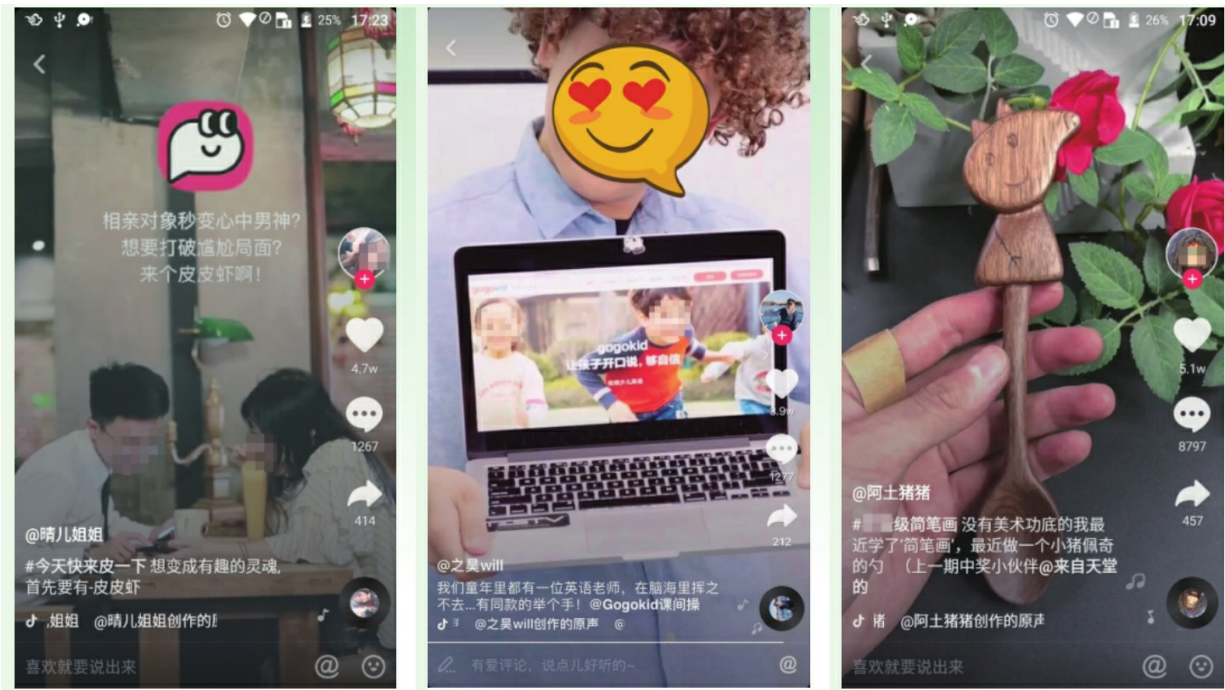 25% 17:23
相亲对象秒变心中男神?
想要打破尴尬局面?
来个皮皮虾啊!
4.7w
1267
414
@晴儿姐姐
#今天快来皮一下 想变成有趣的灵魂,
首先要有-皮皮虾
,姐姐 @晴儿姐姐创作的
喜欢就要说出来
@
gogokid
gogokid
让孩子开口说,够自信
在线少儿英语
3.9w
1277
212
@之昊will
我们童年里都有一位英语老师,在脑海里挥之
不去...有同款的举个手! @Gogokid课间操
@之昊will创作的原声 @
有爱评论,说点儿好听的~
@
26% 17:09
5.1w
8797
457
@阿土猪猪
# 级简笔画 没有美术功底的我最
近学了'简笔画',最近做一个小猪佩奇
的勺 (上一期中奖小伙伴@来自天堂
的
猪 @阿土猪猪创作的原声
喜欢就要说出来
@